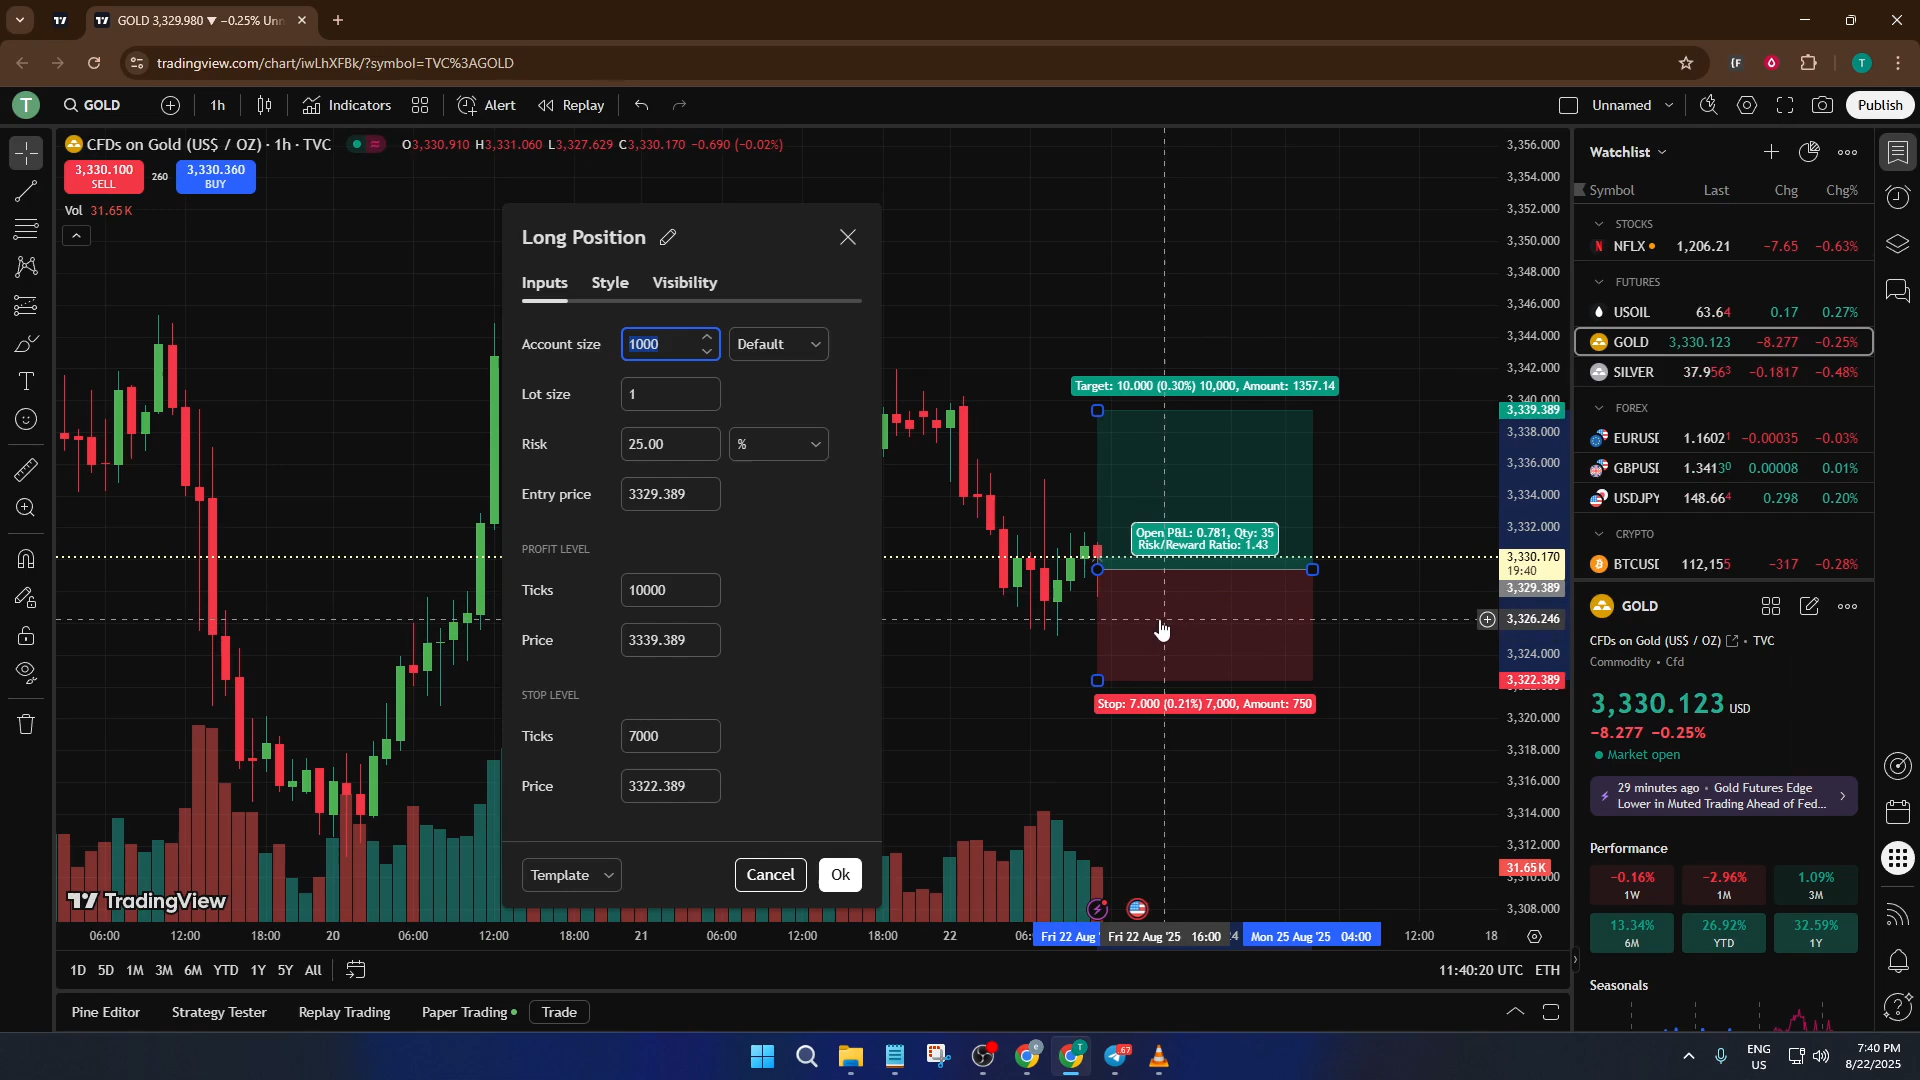 GOLD 3,329.980 ▼ −0.25% Unn
tradingview.com/chart/iwLhXFBk/?symbol=TVC%3AGOLD
T
T
GOLD
1h
Indicators
Alert
Replay
Unnamed
Publish
CFDs on Gold (US$ / OZ) · 1h · TVC
O3,330.910 H3,331.060 L3,327.629 C3,330.170 -0.690 (-0.02%)
3,330.100
SELL
260
3,330.360
BUY
Vol 31.65K
Long Position
Inputs
Style
Visibility
Account size
1000
Default
Lot size
1
Risk
25.00
%
Entry price
3329.389
PROFIT LEVEL
Ticks
10000
Price
3339.389
STOP LEVEL
Ticks
7000
Price
3322.389
Template
Cancel
Ok
Target: 10.000 (0.30%) 10,000, Amount: 1357.14
Open P&L: 0.781, Qty: 35
Risk/Reward Ratio: 1.43
Stop: 7.000 (0.21%) 7,000, Amount: 750
3,356.000
3,354.000
3,352.000
3,350.000
3,348.000
3,346.000
3,344.000
3,342.000
3,340.000
3,339.389
3,338.000
3,336.000
3,334.000
3,332.000
3,330.170
19:40
3,329.389
3,326.246
3,324.000
3,322.389
3,320.000
3,318.000
3,316.000
3,314.000
3,312.000
31.65K
3,310.000
3,308.000
TradingView
06:00
12:00
18:00
20
06:00
12:00
18:00
21
06:00
12:00
18:00
22
06:
Fri 22 Aug '
Fri 22 Aug '25 16:00
Mon 25 Aug '25 04:00
12:00
18
1D 5D 1M 3M 6M YTD 1Y 5Y All
11:40:20 UTC ETH
Pine Editor
Strategy Tester
Replay Trading
Paper Trading
Trade
Watchlist
Symbol Last Chg Chg%
STOCKS
NFLX 1,206.21 −7.65 −0.63%
FUTURES
USOIL 63.64 0.17 0.27%
GOLD 3,330.123 −8.277 −0.25%
SILVER 37.9563 −0.1817 −0.48%
FOREX
EURUSD 1.16021 −0.00035 −0.03%
GBPUSD 1.34130 0.00008 0.01%
USDJPY 148.664 0.298 0.20%
CRYPTO
BTCUSD 112,155 −317 −0.28%
GOLD
CFDs on Gold (US$ / OZ) • TVC
Commodity • Cfd
3,330.123 USD
−8.277 −0.25%
Market open
29 minutes ago • Gold Futures Edge
Lower in Muted Trading Ahead of Fed...
Performance
−0.16%
1W
−2.96%
1M
1.09%
3M
13.34%
6M
26.92%
YTD
32.59%
1Y
Seasonals
67
ENG
US
7:40 PM
8/22/2025